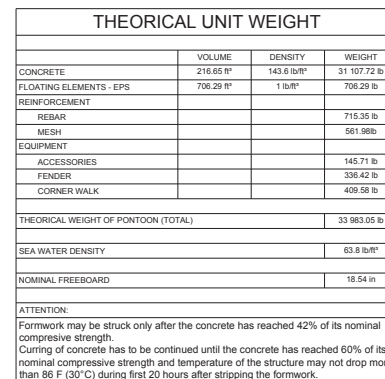 THEORICAL UNIT WEIGHT
VOLUME DENSITY WEIGHT
CONCRETE 216.65 ft³ 143.6 lb/ft³ 31 107.72 lb
FLOATING ELEMENTS - EPS 706.29 ft³ 1 lb/ft³ 706.29 lb
REINFORCEMENT
REBAR 715.35 lb
MESH 561.98lb
EQUIPMENT
ACCESSORIES 145.71 lb
FENDER 336.42 lb
CORNER WALK 409.58 lb
THEORICAL WEIGHT OF PONTOON (TOTAL) 33 983.05 lb
SEA WATER DENSITY 63.8 lb/ft³
NOMINAL FREEBOARD 18.54 in
ATTENTION:
Formwork may be struck only after the concrete has reached 42% of its nominal
compresive strength.
Curring of concrete has to be continued until the concrete has reached 60% of its
nominal compressive strength and temperature of the structure may not drop mo
than 86 F (30°C) during first 20 hours after stripping the formwork.